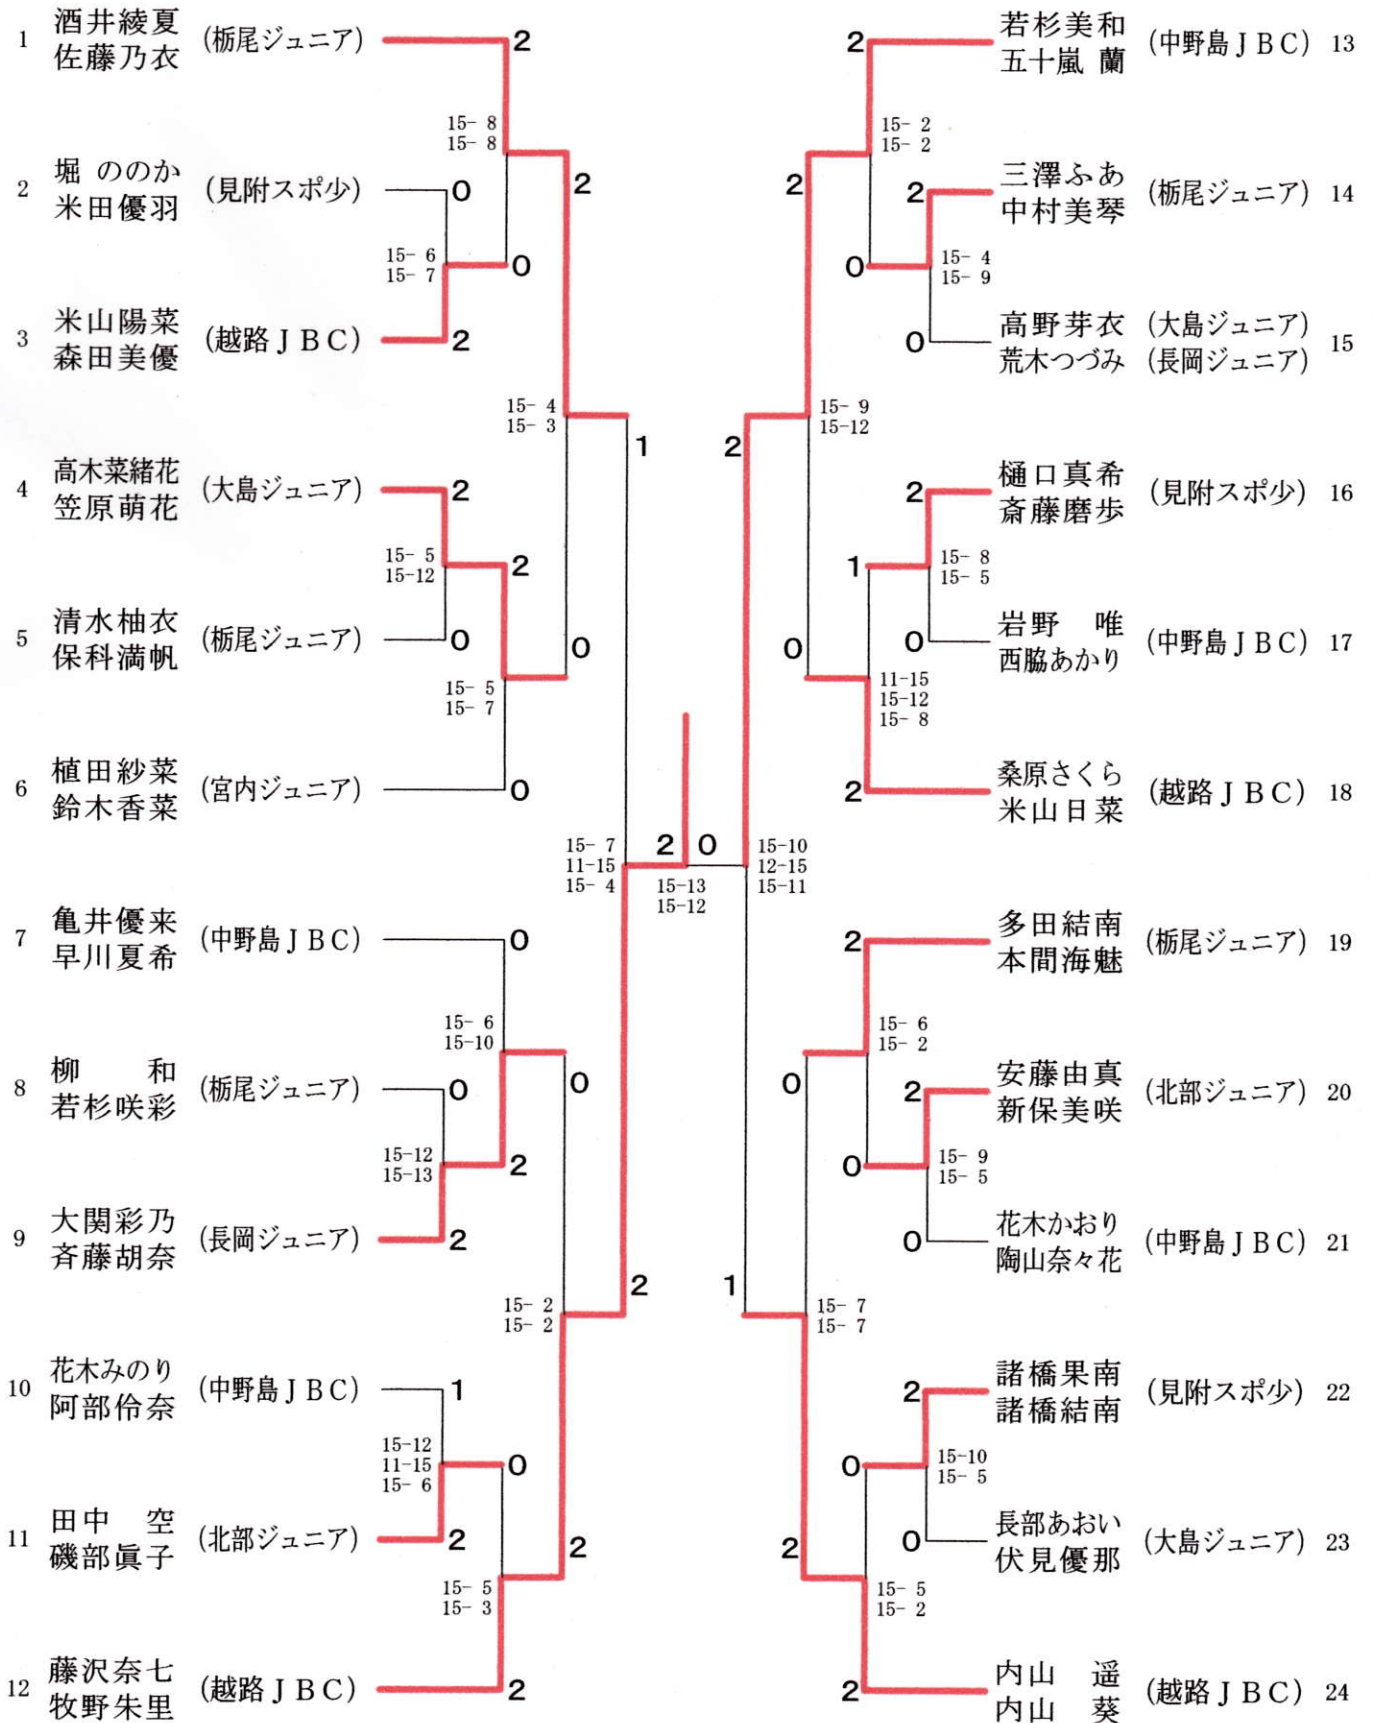 1 酒井綾夏 (栃尾ジュニア)
佐藤乃衣
2
15- 8
15- 8
2 堀 ののか (見附スポ少)
米田優羽
0
2
15- 6
15- 7
0
3 米山陽菜 (越路ＪＢＣ)
森田美優
2
15- 4
15- 3
1
4 高木菜緒花 (大島ジュニア)
笠原萌花
2
15- 5
15-12
2
5 清水柚衣 (栃尾ジュニア)
保科満帆
0
0
15- 5
15- 7
6 植田紗菜 (宮内ジュニア)
鈴木香菜
0
15- 7
11-15
15- 4
2 0
15-13
15-12
7 亀井優来 (中野島ＪＢＣ)
早川夏希
0
15- 6
15-10
8 柳 和 (栃尾ジュニア)
若杉咲彩
0
0
15-12
15-13
2
9 大関彩乃 (長岡ジュニア)
斉藤胡奈
2
15- 2
15- 2
2
10 花木みのり (中野島ＪＢＣ)
阿部伶奈
1
15-12
11-15
15- 6
0
11 田中 空 (北部ジュニア)
磯部眞子
2
2
15- 5
15- 3
12 藤沢奈七 (越路ＪＢＣ)
牧野朱里
2
2
若杉美和 (中野島ＪＢＣ) 13
五十嵐 蘭
15- 2
15- 2
2
2
三澤ふあ (栃尾ジュニア) 14
中村美琴
0
15- 4
15- 9
0
高野芽衣 (大島ジュニア) 15
荒木つづみ (長岡ジュニア)
2
15- 9
15-12
2
樋口真希 (見附スポ少) 16
斎藤磨歩
1
15- 8
15- 5
0
0
岩野 唯 (中野島ＪＢＣ) 17
西脇あかり
11-15
15-12
15- 8
2
桑原さくら (越路ＪＢＣ) 18
米山日菜
15-10
12-15
15-11
2
多田結南 (栃尾ジュニア) 19
本間海魅
15- 6
15- 2
0
2
安藤由真 (北部ジュニア) 20
新保美咲
0
15- 9
15- 5
0
花木かおり (中野島ＪＢＣ) 21
陶山奈々花
1
15- 7
15- 7
2
諸橋果南 (見附スポ少) 22
諸橋結南
0
15-10
15- 5
2
0
長部あおい (大島ジュニア) 23
伏見優那
15- 5
15- 2
2
内山 遥 (越路ＪＢＣ) 24
内山 葵